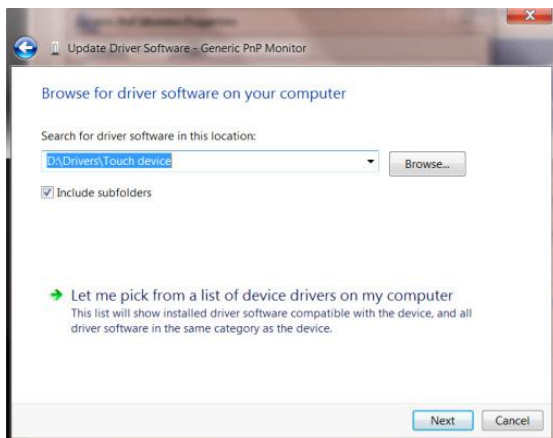 Update Driver Software - Generic PnP Monitor
Browse for driver software on your computer
Search for driver software in this location:
D:\Drivers\Touch device
Browse...
Include subfolders
Let me pick from a list of device drivers on my computer
This list will show installed driver software compatible with the device, and all
driver software in the same category as the device.
Next
Cancel